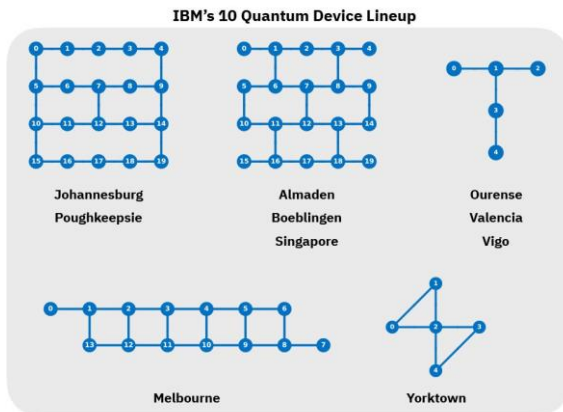 IBM's 10 Quantum Device Lineup
0 1 2 3 4
5 6 7 8 9
10 11 12 13 14
15 16 17 18 19
Johannesburg
Poughkeepsie
0 1 2 3 4
5 6 7 8 9
10 11 12 13 14
15 16 17 18 19
Almaden
Boeblingen
Singapore
0 1 2
3
4
Ourense
Valencia
Vigo
0 1 2 3 4 5 6
13 12 11 10 9 8 7
Melbourne
1
0 2 3
4
Yorktown